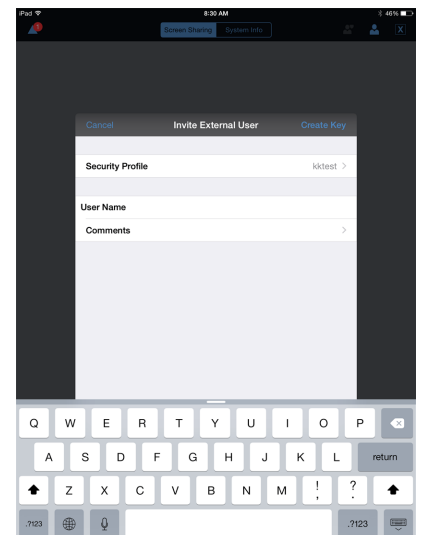 iPad 8:30 AM 46%
1
Screen Sharing System Info X
Cancel Invite External User Create Key
Security Profile kktest >
User Name
Comments >
Q W E R T Y U I O P
A S D F G H J K L return
Z X C V B N M ! , ? .
.?123 .?123